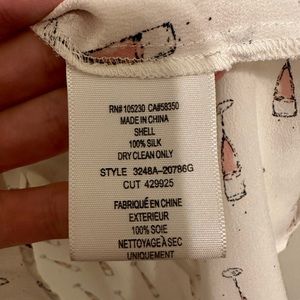 RN# 105230 CA#58350
MADE IN CHINA
SHELL
100% SILK
DRY CLEAN ONLY
STYLE 3248A-20786G
CUT 429925
FABRIQUÉ EN CHINE
EXTERIEUR
100% SOIE
NETTOYAGE À SEC
UNIQUEMENT